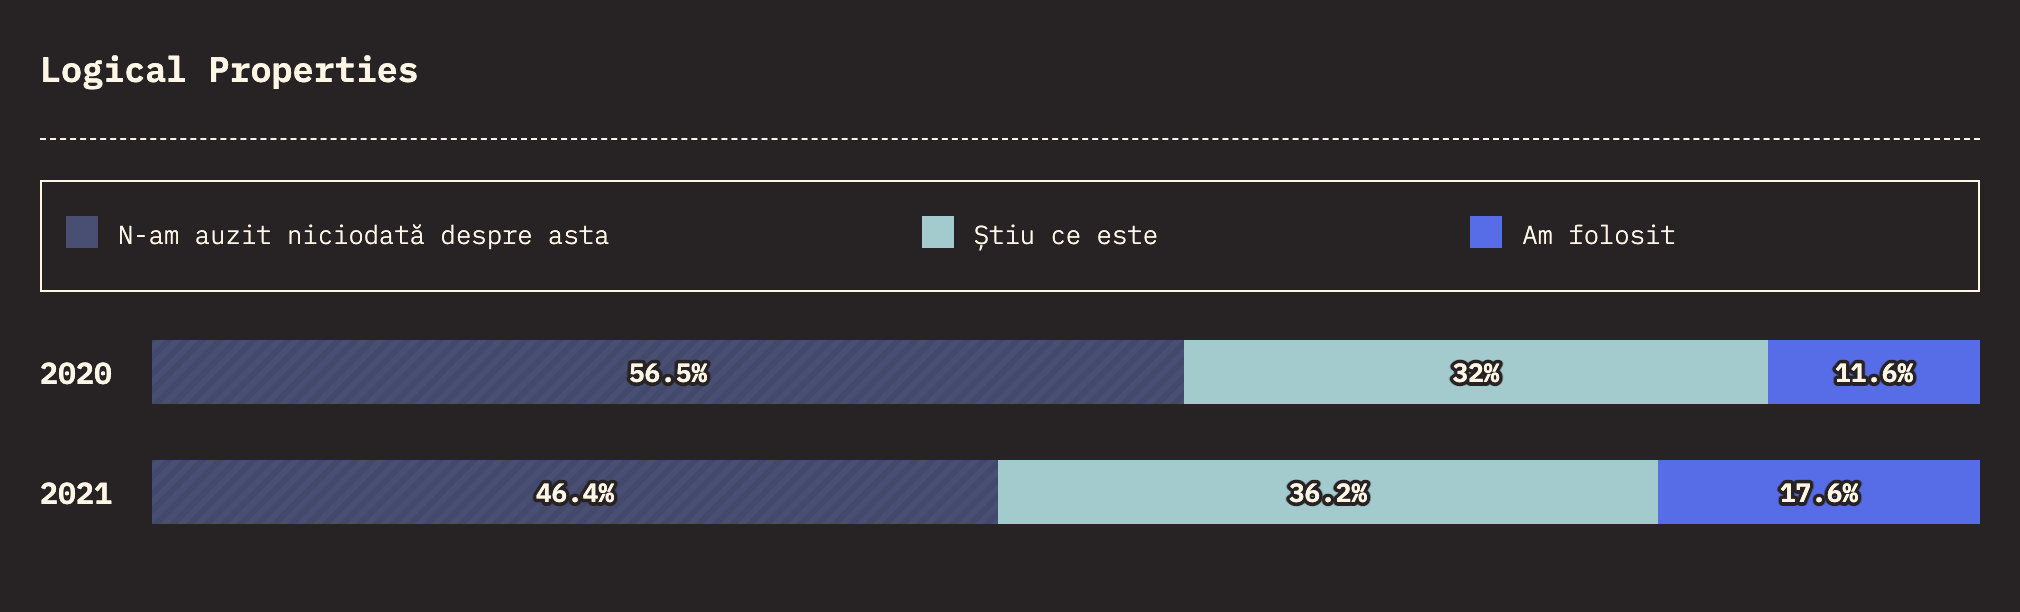 Logical Properties
N-am auzit niciodată despre asta
Știu ce este
Am folosit
2020 56.5% 32% 11.6%
2021 46.4% 36.2% 17.6%